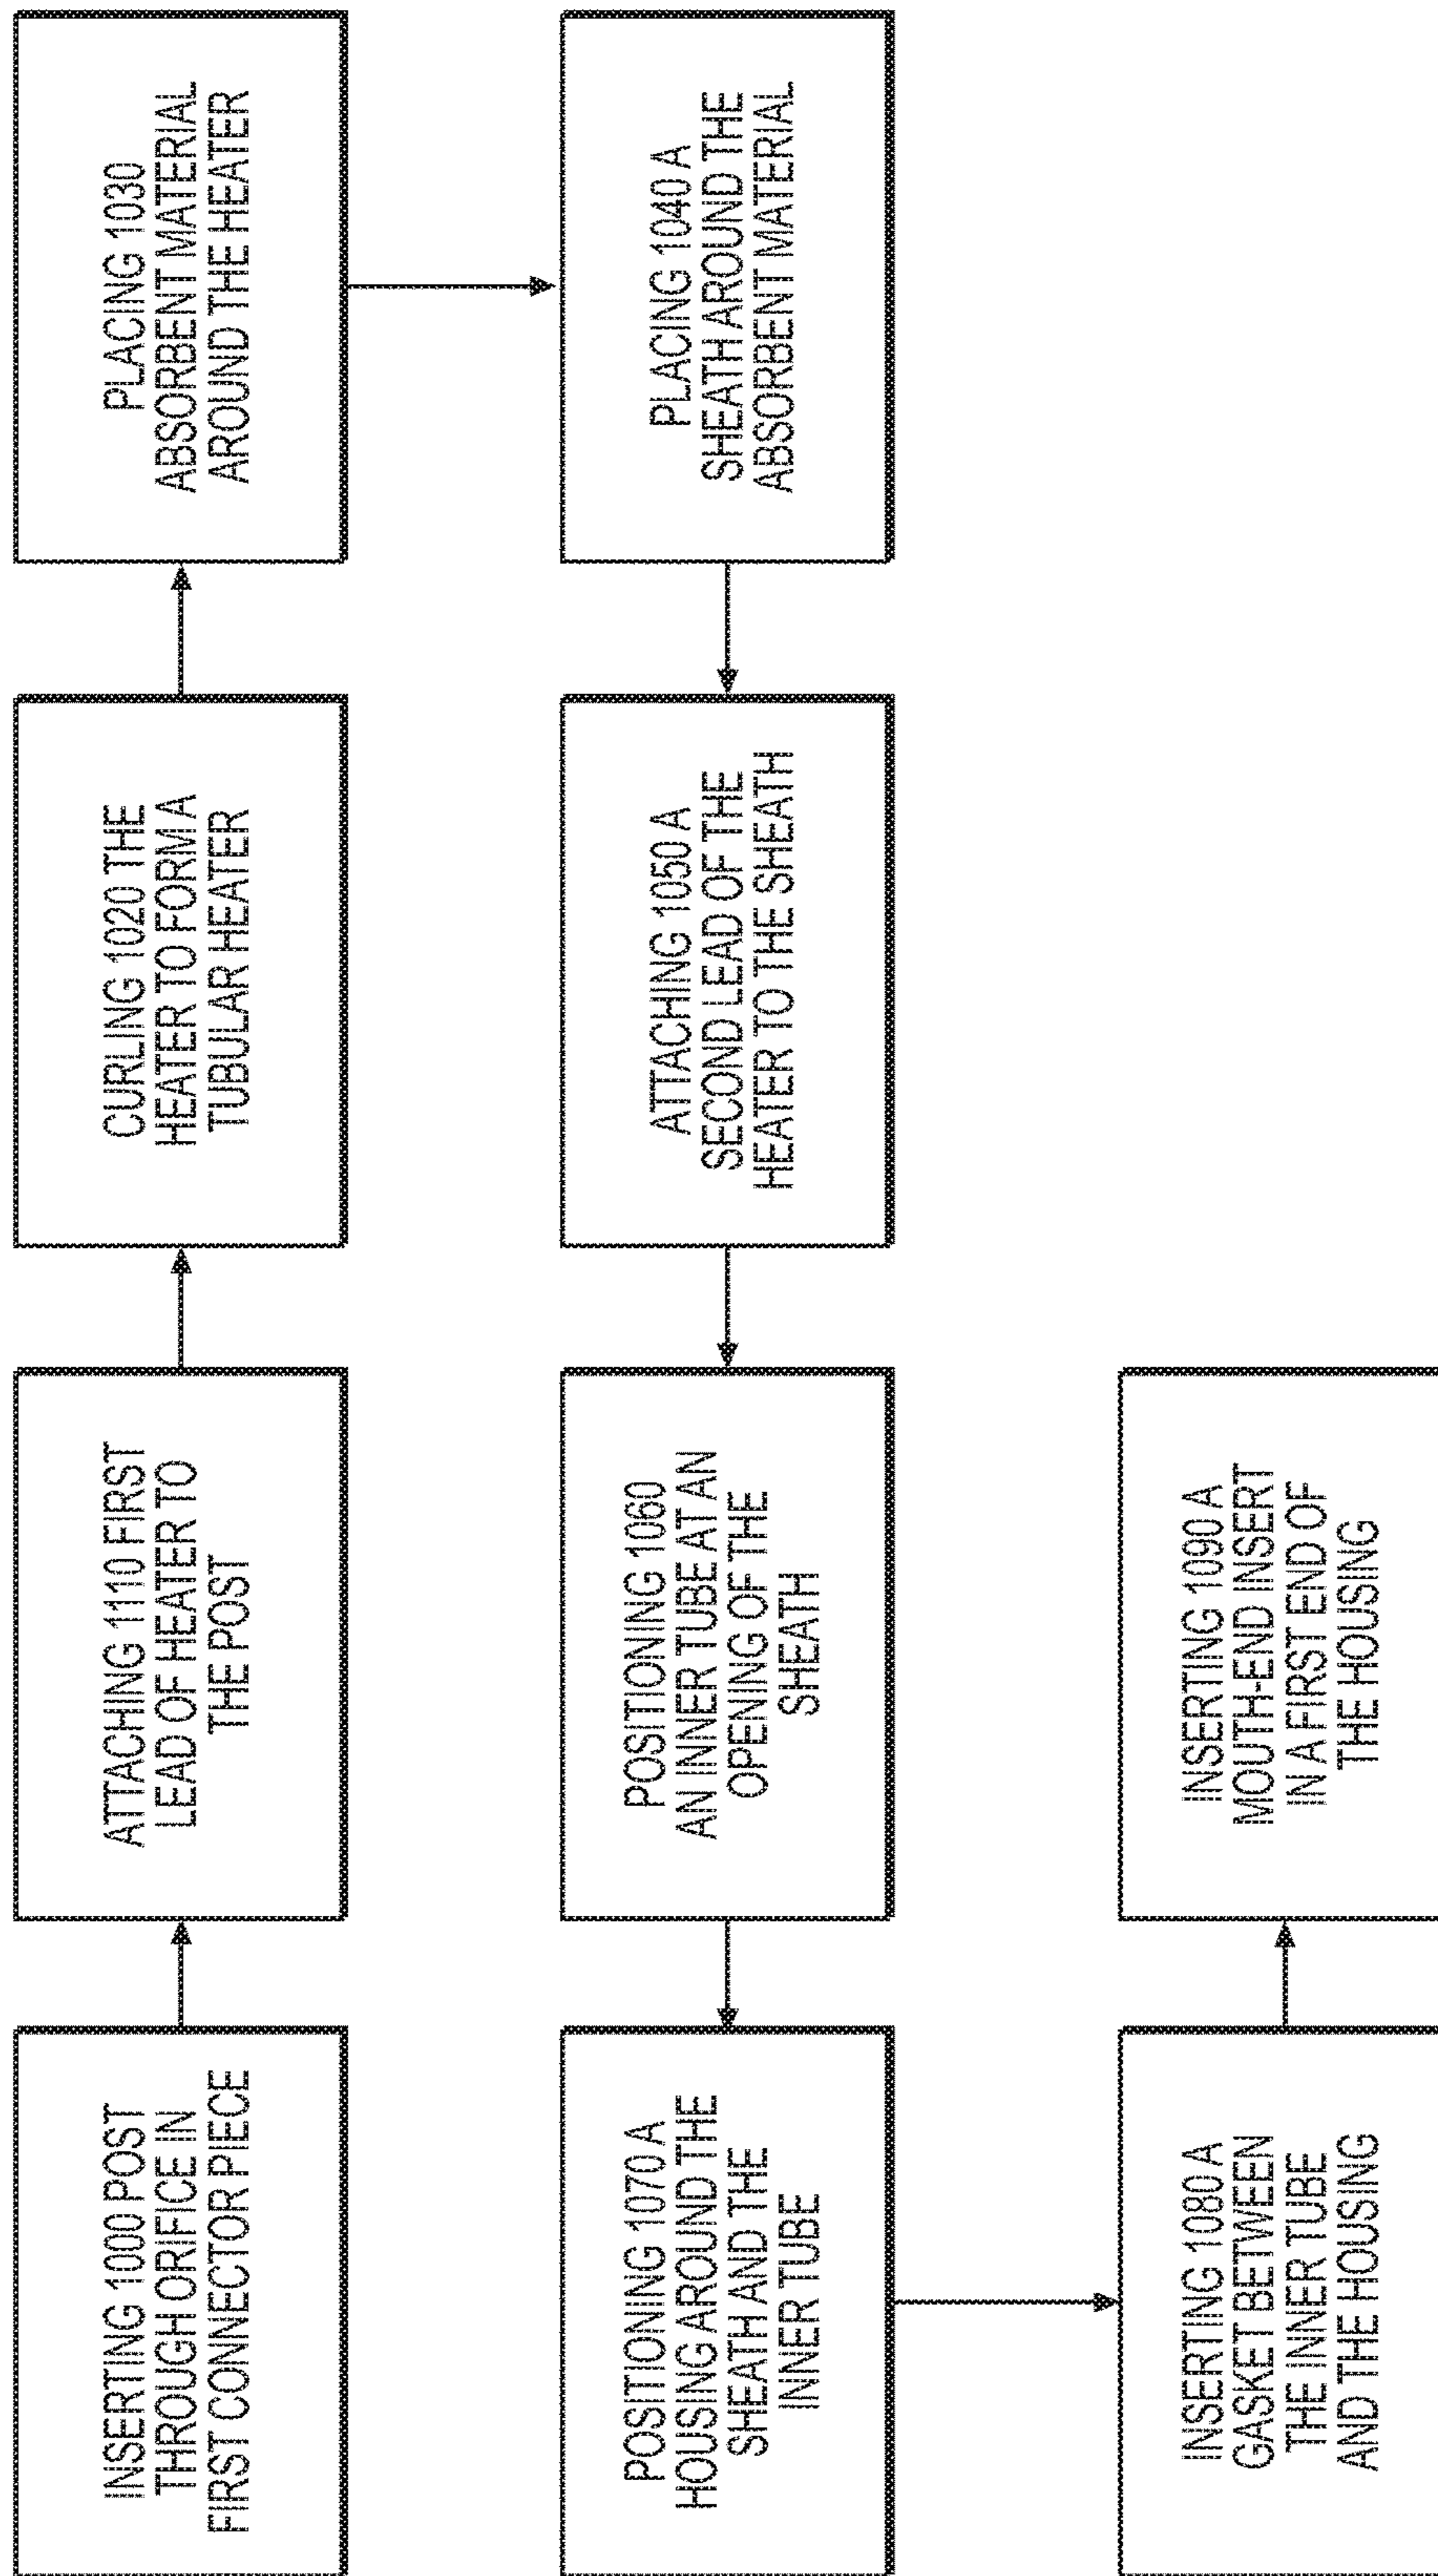 INSERTING 1000 POST
THROUGH ORIFICE IN
FIRST CONNECTOR PIECE
ATTACHING 1110 FIRST
LEAD OF HEATER TO
THE POST
CURLING 1020 THE
HEATER TO FORM A
TUBULAR HEATER
PLACING 1030
ABSORBENT MATERIAL
AROUND THE HEATER
PLACING 1040 A
SHEATH AROUND THE
ABSORBENT MATERIAL
ATTACHING 1050 A
SECOND LEAD OF THE
HEATER TO THE SHEATH
POSITIONING 1060
AN INNER TUBE AT AN
OPENING OF THE
SHEATH
POSITIONING 1070 A
HOUSING AROUND THE
SHEATH AND THE
INNER TUBE
INSERTING 1080 A
GASKET BETWEEN
THE INNER TUBE
AND THE HOUSING
INSERTING 1090 A
MOUTH-END INSERT
IN A FIRST END OF
THE HOUSING